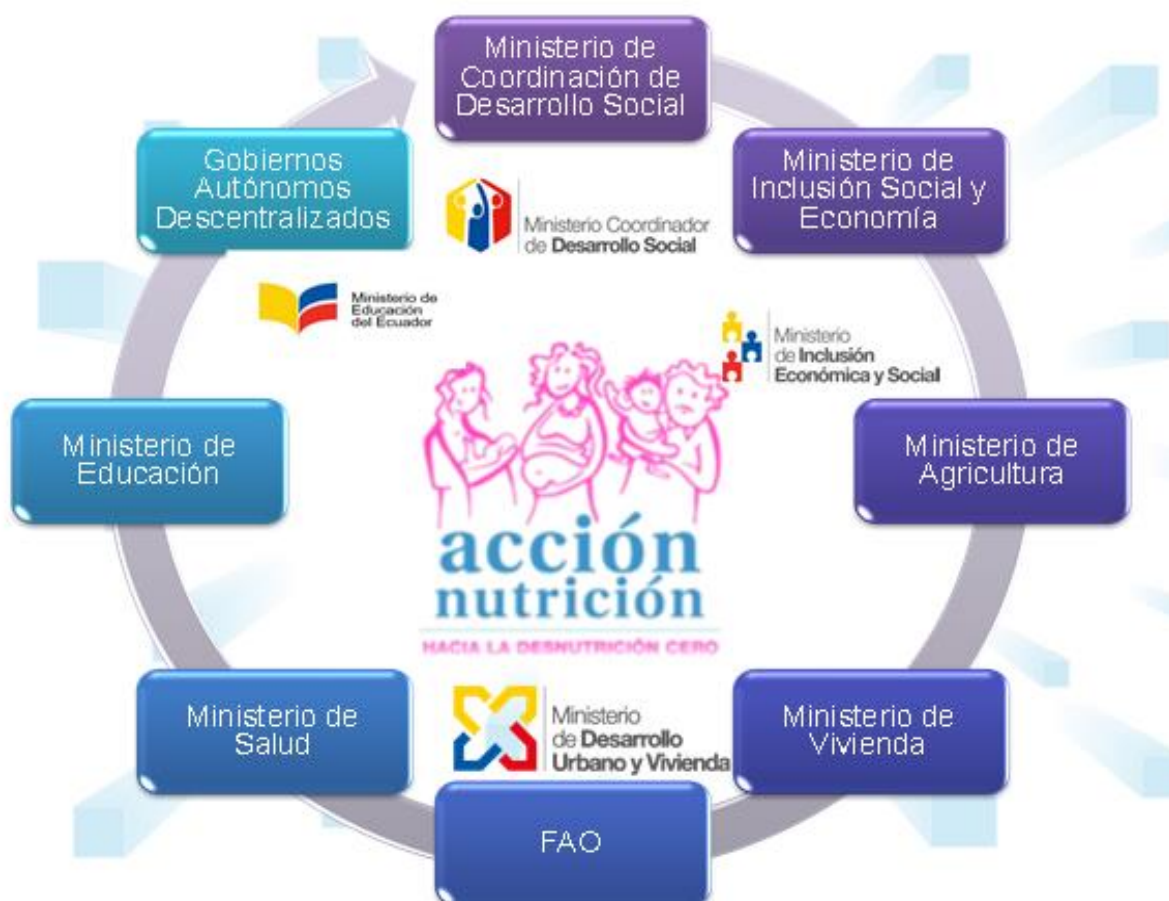 Ministerio de
Coordinación de
Desarrollo Social
Gobiernos
Autónomos
Descentralizados
Ministerio de
Inclusión Social y
Economía
Ministerio Coordinador
de Desarrollo Social
Ministerio de
Educación
del Ecuador
Ministerio
de Inclusión
Económica y Social
Ministerio de
Educación
Ministerio de
Agricultura
acción
nutrición
HACIA LA DESNUTRICIÓN CERO
Ministerio de
Salud
Ministerio
de Desarrollo
Urbano y Vivienda
Ministerio de
Vivienda
FAO